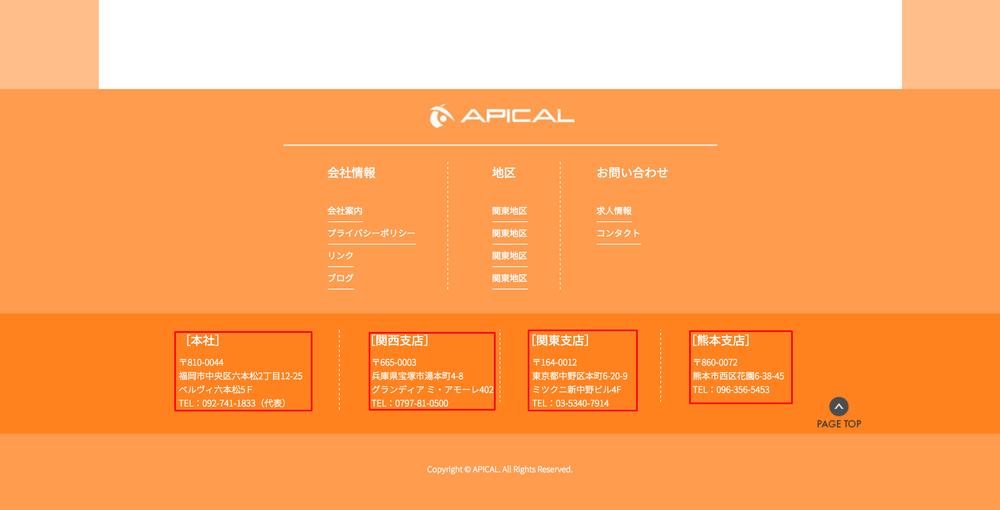 APICAL
会社情報
会社案内
プライバシーポリシー
リンク
ブログ
地区
関東地区
関東地区
関東地区
関東地区
お問い合わせ
求人情報
コンタクト
［本社］
〒810-0044
福岡市中央区六本松2丁目12-25
ベルヴィ六本松5Ｆ
TEL：092-741-1833（代表）
［関西支店］
〒665-0003
兵庫県宝塚市湯本町4-8
グランディア ミ・アモーレ402
TEL：0797-81-0500
［関東支店］
〒164-0012
東京都中野区本町6-20-9
ミツクニ新中野ビル4F
TEL：03-5340-7914
［熊本支店］
〒860-0072
熊本市西区花園6-38-45
TEL：096-356-5453
PAGE TOP
Copyright © APICAL. All Rights Reserved.